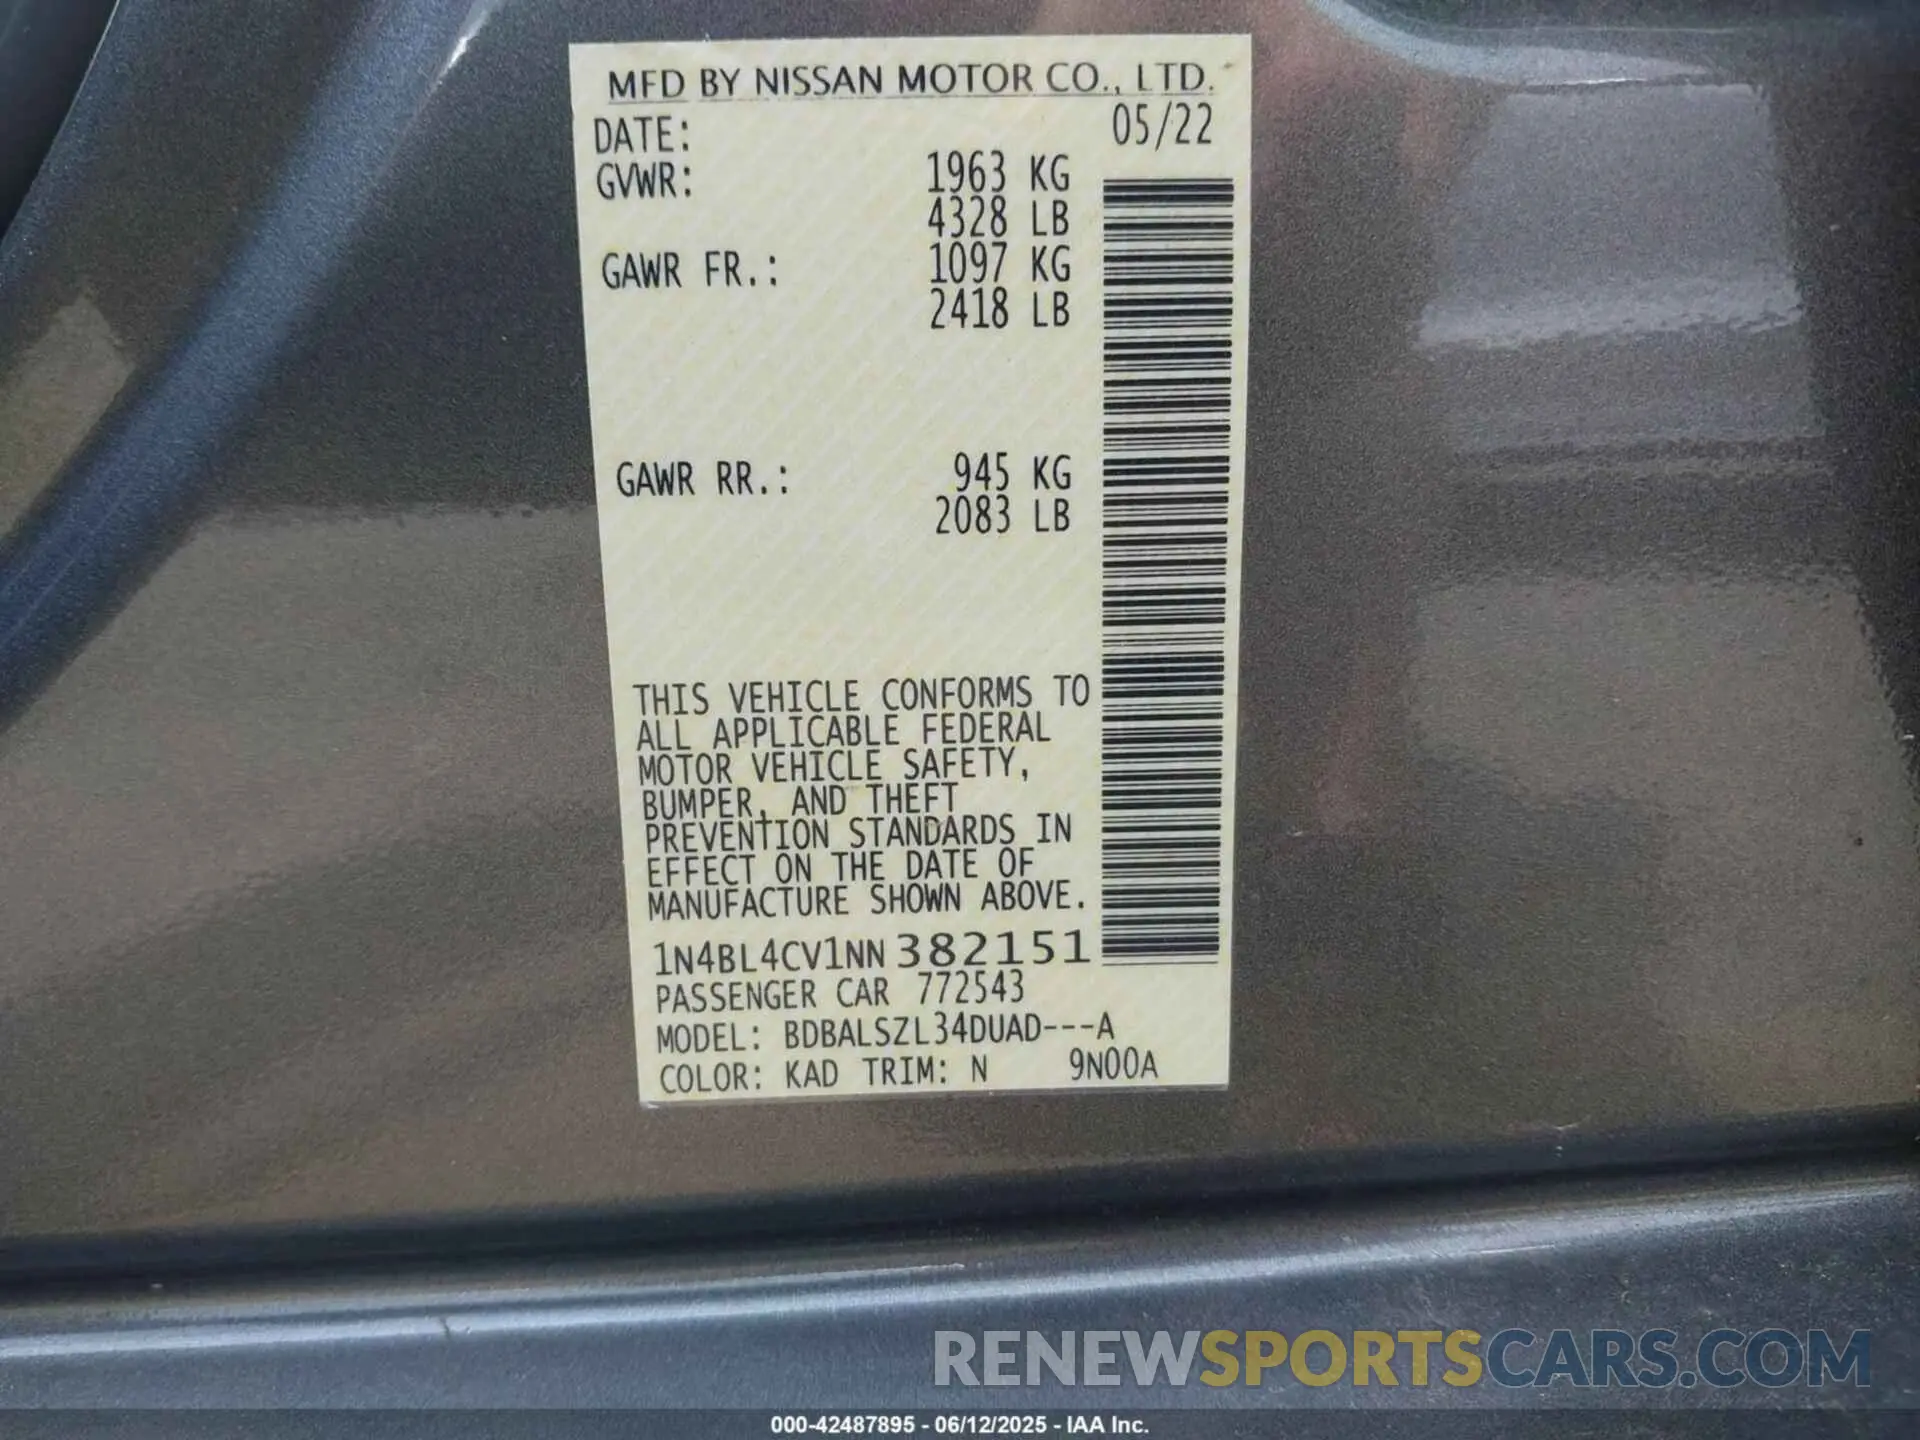 MFD BY NISSAN MOTOR CO., LTD.
DATE: 05/22
GVWR: 1963 KG
4328 LB
GAWR FR.: 1097 KG
2418 LB
GAWR RR.: 945 KG
2083 LB
THIS VEHICLE CONFORMS TO
ALL APPLICABLE FEDERAL
MOTOR VEHICLE SAFETY,
BUMPER, AND THEFT
PREVENTION STANDARDS IN
EFFECT ON THE DATE OF
MANUFACTURE SHOWN ABOVE.
1N4BL4CV1NN 382151
PASSENGER CAR 772543
MODEL: BDBALSZL34DUAD---A
COLOR: KAD TRIM: N 9N00A
RENEWSPORTSCARS.COM
000-42487895 - 06/12/2025 - IAA Inc.